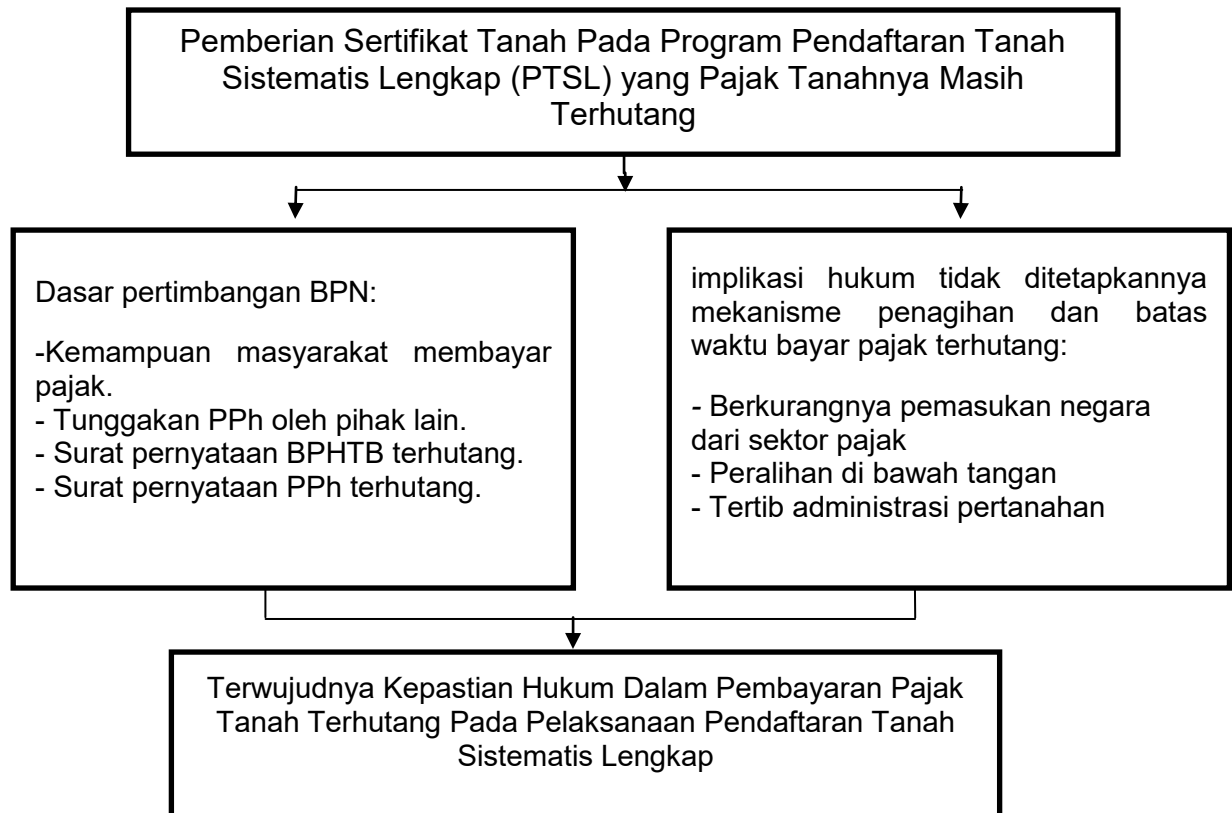 Pemberian Sertifikat Tanah Pada Program Pendaftaran Tanah
Sistematis Lengkap (PTSL) yang Pajak Tanahnya Masih
Terhutang
Dasar pertimbangan BPN:
-Kemampuan masyarakat membayar
pajak.
- Tunggakan PPh oleh pihak lain.
- Surat pernyataan BPHTB terhutang.
- Surat pernyataan PPh terhutang.
implikasi hukum tidak ditetapkannya
mekanisme penagihan dan batas
waktu bayar pajak terhutang:
- Berkurangnya pemasukan negara
dari sektor pajak
- Peralihan di bawah tangan
- Tertib administrasi pertanahan
Terwujudnya Kepastian Hukum Dalam Pembayaran Pajak
Tanah Terhutang Pada Pelaksanaan Pendaftaran Tanah
Sistematis Lengkap